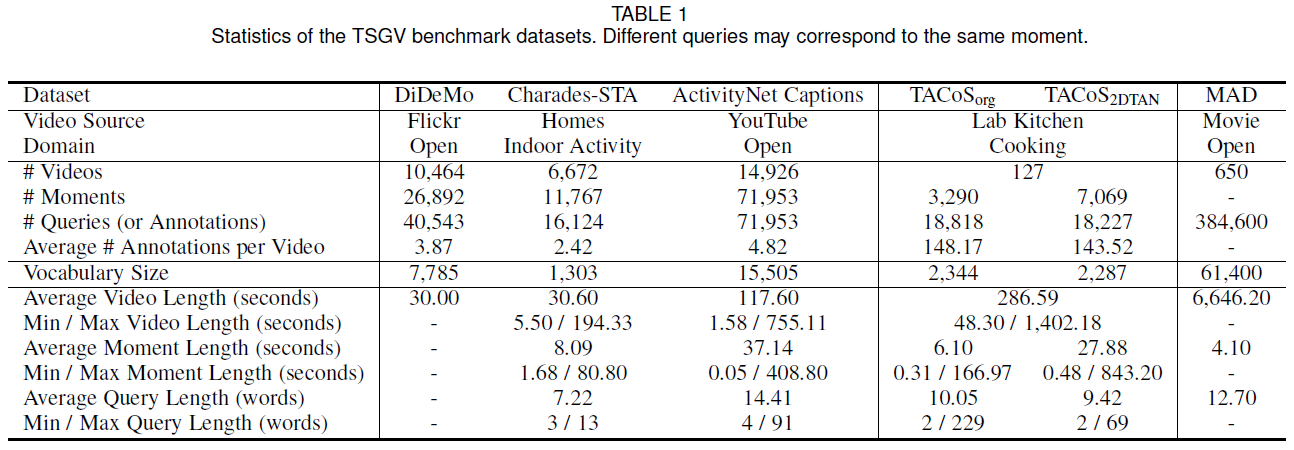 TABLE 1
Statistics of the TSGV benchmark datasets. Different queries may correspond to the same moment.
Dataset DiDeMo Charades-STA ActivityNet Captions TACoSorg TACoS2DTAN MAD
Video Source Flickr Homes YouTube Lab Kitchen Movie
Domain Open Indoor Activity Open Cooking Open
# Videos 10,464 6,672 14,926 127 650
# Moments 26,892 11,767 71,953 3,290 7,069 -
# Queries (or Annotations) 40,543 16,124 71,953 18,818 18,227 384,600
Average # Annotations per Video 3.87 2.42 4.82 148.17 143.52 -
Vocabulary Size 7,785 1,303 15,505 2,344 2,287 61,400
Average Video Length (seconds) 30.00 30.60 117.60 286.59 6,646.20
Min / Max Video Length (seconds) - 5.50 / 194.33 1.58 / 755.11 48.30 / 1,402.18 -
Average Moment Length (seconds) - 8.09 37.14 6.10 27.88 4.10
Min / Max Moment Length (seconds) - 1.68 / 80.80 0.05 / 408.80 0.31 / 166.97 0.48 / 843.20 -
Average Query Length (words) - 7.22 14.41 10.05 9.42 12.70
Min / Max Query Length (words) - 3 / 13 4 / 91 2 / 229 2 / 69 -